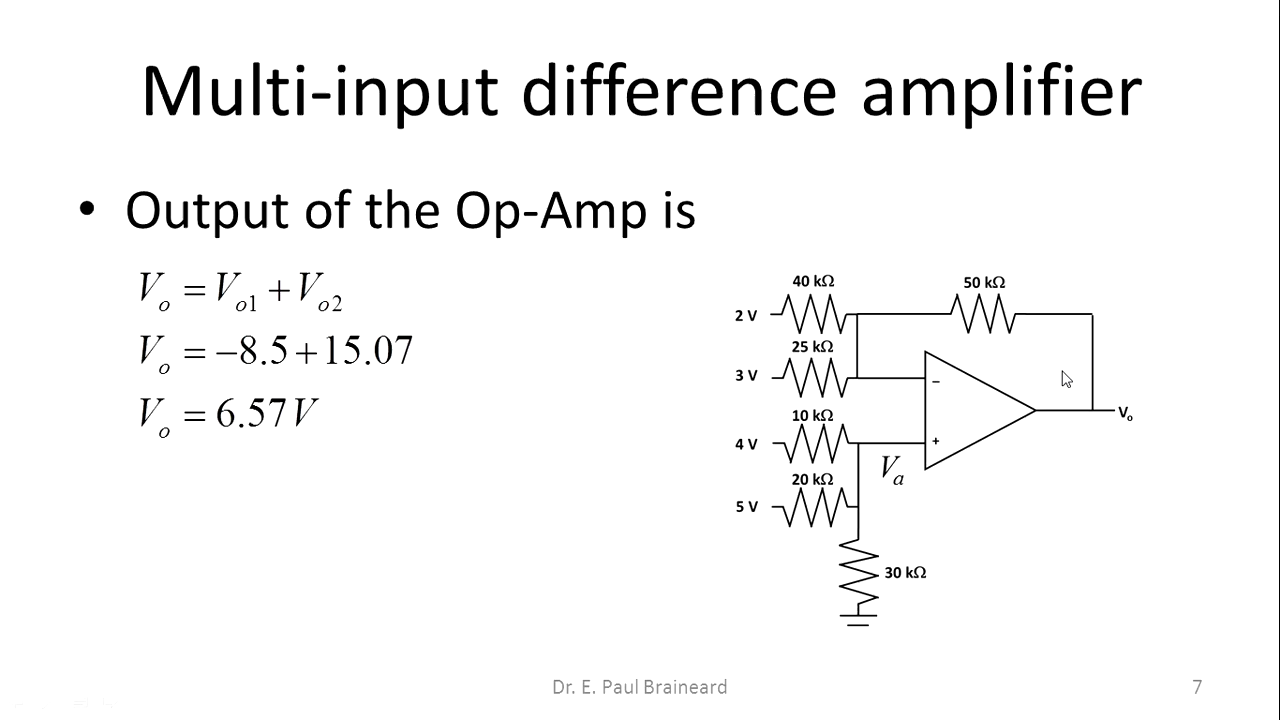 Multi-input difference amplifier
• Output of the Op-Amp is
Vo = Vo1 + Vo2
Vo = −8.5 + 15.07
Vo = 6.57V
40 kΩ
50 kΩ
2 V
25 kΩ
3 V
−
10 kΩ
Vo
4 V
+
Va
20 kΩ
5 V
30 kΩ
Dr. E. Paul Braineard
7